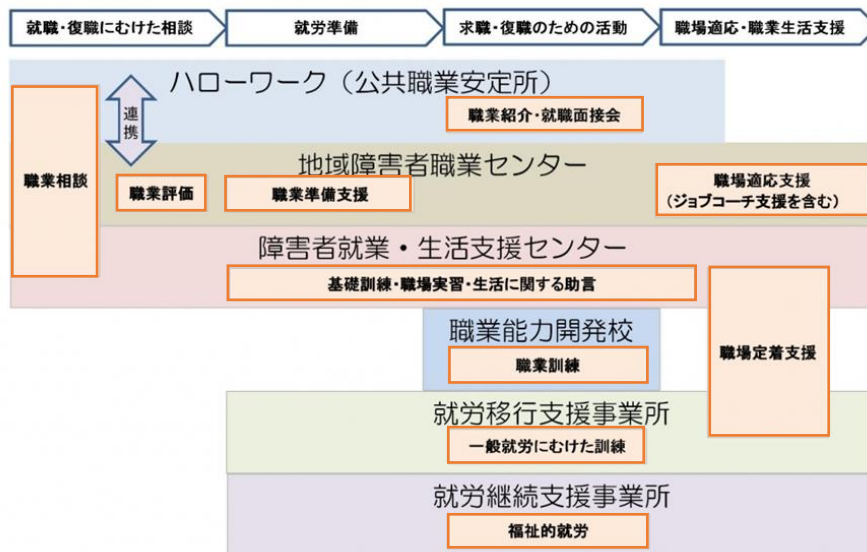 就職・復職にむけた相談
就労準備
求職・復職のための活動
職場適応・職業生活支援
ハローワーク（公共職業安定所）
連携
職業紹介・就職面接会
職業相談
地域障害者職業センター
職業評価
職業準備支援
職場適応支援
（ジョブコーチ支援を含む）
障害者就業・生活支援センター
基礎訓練・職場実習・生活に関する助言
職場定着支援
職業能力開発校
職業訓練
就労移行支援事業所
一般就労にむけた訓練
就労継続支援事業所
福祉的就労